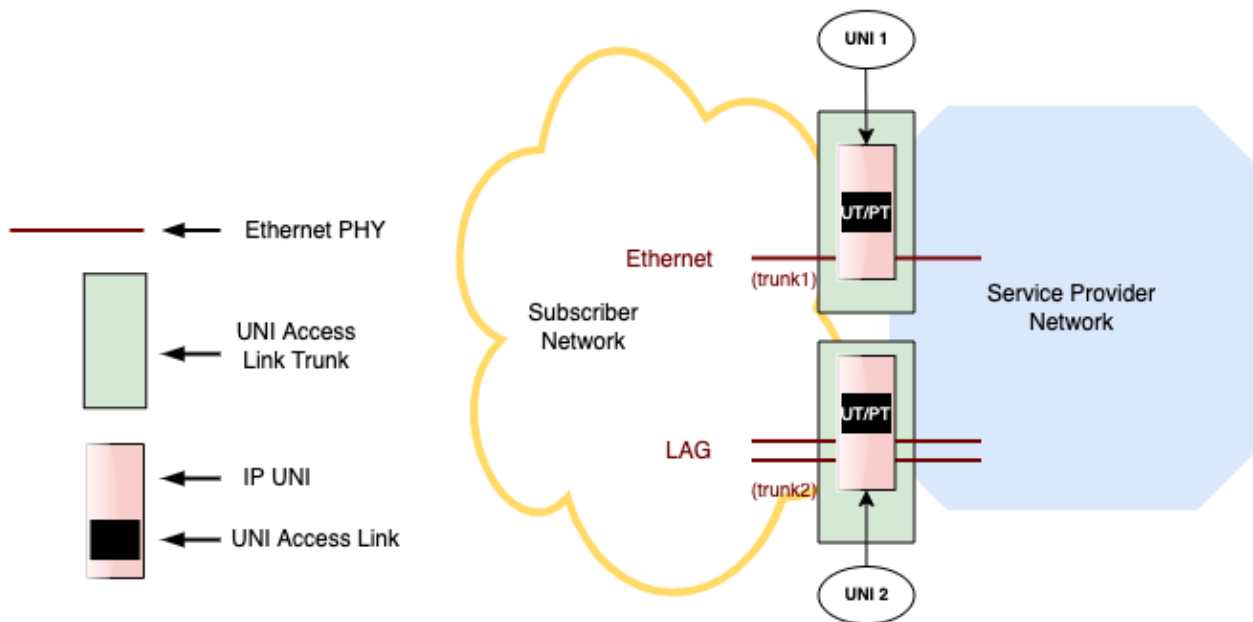 Ethernet PHY
UNI Access
Link Trunk
IP UNI
UNI Access Link
UNI 1
UT/PT
Ethernet
(trunk1)
Subscriber
Network
Service Provider
Network
UT/PT
LAG
(trunk2)
UNI 2